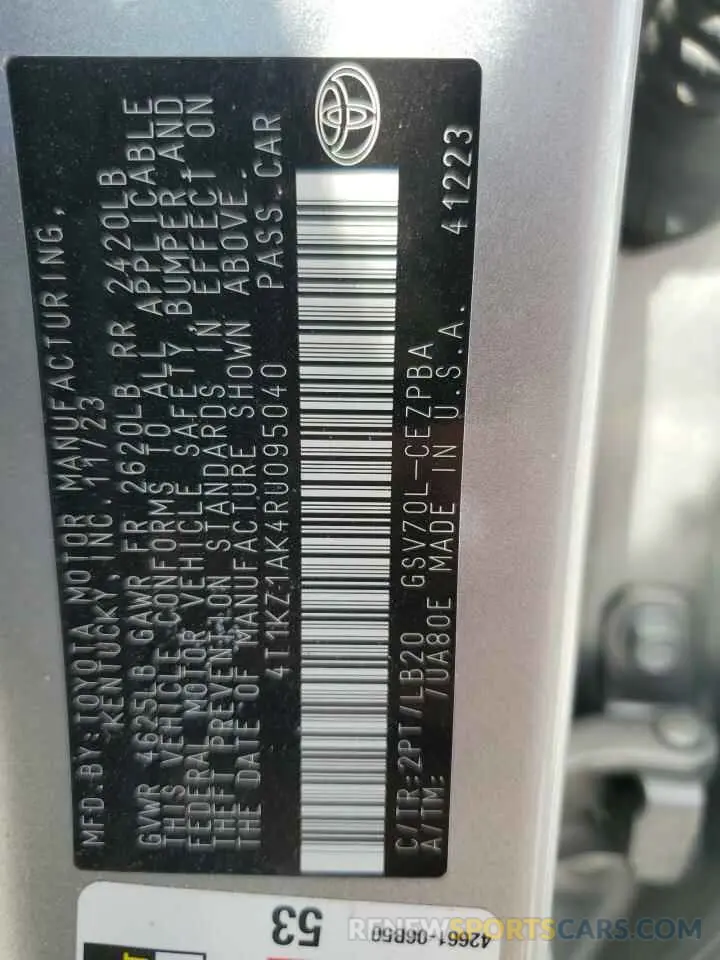 MFD.BY:TOYOTA MOTOR MANUFACTURING,
KENTUCKY, INC. 11/23
GVWR 4625LB GAWR FR 2620LB RR 2420LB
THIS VEHICLE CONFORMS TO ALL APPLICABLE
FEDERAL MOTOR VEHICLE SAFETY, BUMPER, AND
THEFT PREVENTION STANDARDS IN EFFECT ON
THE DATE OF MANUFACTURE SHOWN ABOVE.
4T1KZ1AK4RU095040 PASS.CAR
C/TR:2PT/LB20 GSV70L-CEZPBA
A/TM: /UA80E MADE IN U.S.A. 41223
53
42661-06B50
RENEWSPORTSCARS.COM